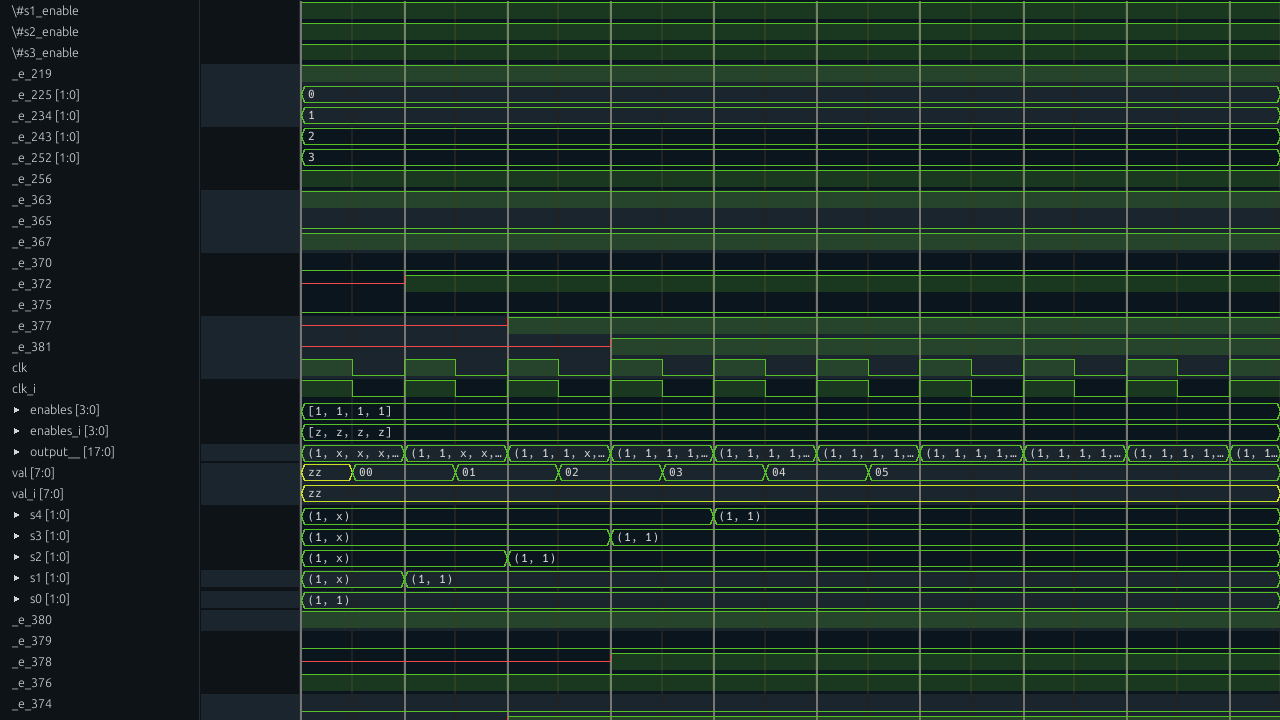 \#s1_enable
\#s2_enable
\#s3_enable
_e_219
_e_225 [1:0] 0
_e_234 [1:0] 1
_e_243 [1:0] 2
_e_252 [1:0] 3
_e_256
_e_363
_e_365
_e_367
_e_370
_e_372
_e_375
_e_377
_e_381
clk
clk_i
enables [3:0] [1, 1, 1, 1]
enables_i [3:0] [z, z, z, z]
output__ [17:0] (1, x, x, x,… (1, 1, x, x,… (1, 1, 1, x,… (1, 1, 1, 1,… (1, 1, 1, 1,… (1, 1, 1, 1,… (1, 1, 1, 1,… (1, 1, 1, 1,… (1, 1, 1, 1,… (1, 1…
val [7:0] zz 00 01 02 03 04 05
val_i [7:0] zz
s4 [1:0] (1, x) (1, 1)
s3 [1:0] (1, x) (1, 1)
s2 [1:0] (1, x) (1, 1)
s1 [1:0] (1, x) (1, 1)
s0 [1:0] (1, 1)
_e_380
_e_379
_e_378
_e_376
_e_374